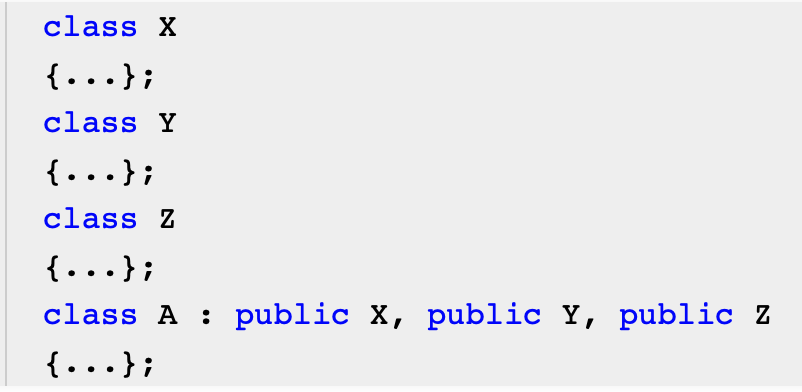 class X
{...};
class Y
{...};
class Z
{...};
class A : public X, public Y, public Z
{...};